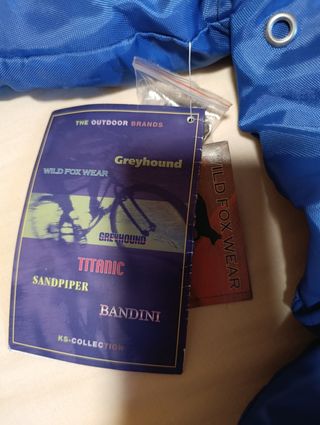 THE OUTDOOR BRANDS
Greyhound
WILD FOX WEAR
GREYHOUND
TITANIC
SANDPIPER
BANDINI
KS-COLLECTION
WILD FOX WEAR